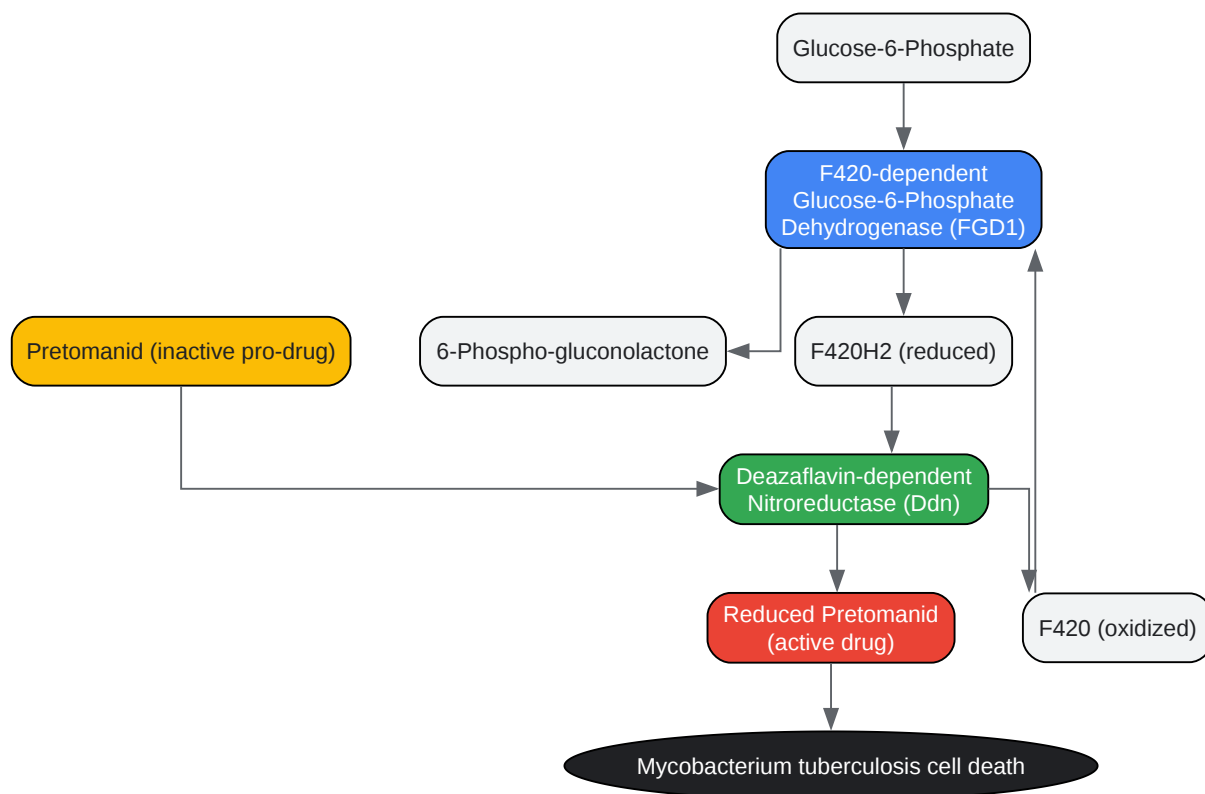 Glucose-6-Phosphate
F420-dependent
Glucose-6-Phosphate
Dehydrogenase (FGD1)
Pretomanid (inactive pro-drug)
6-Phospho-gluconolactone
F420H2 (reduced)
Deazaflavin-dependent
Nitroreductase (Ddn)
Reduced Pretomanid
(active drug)
F420 (oxidized)
Mycobacterium tuberculosis cell death